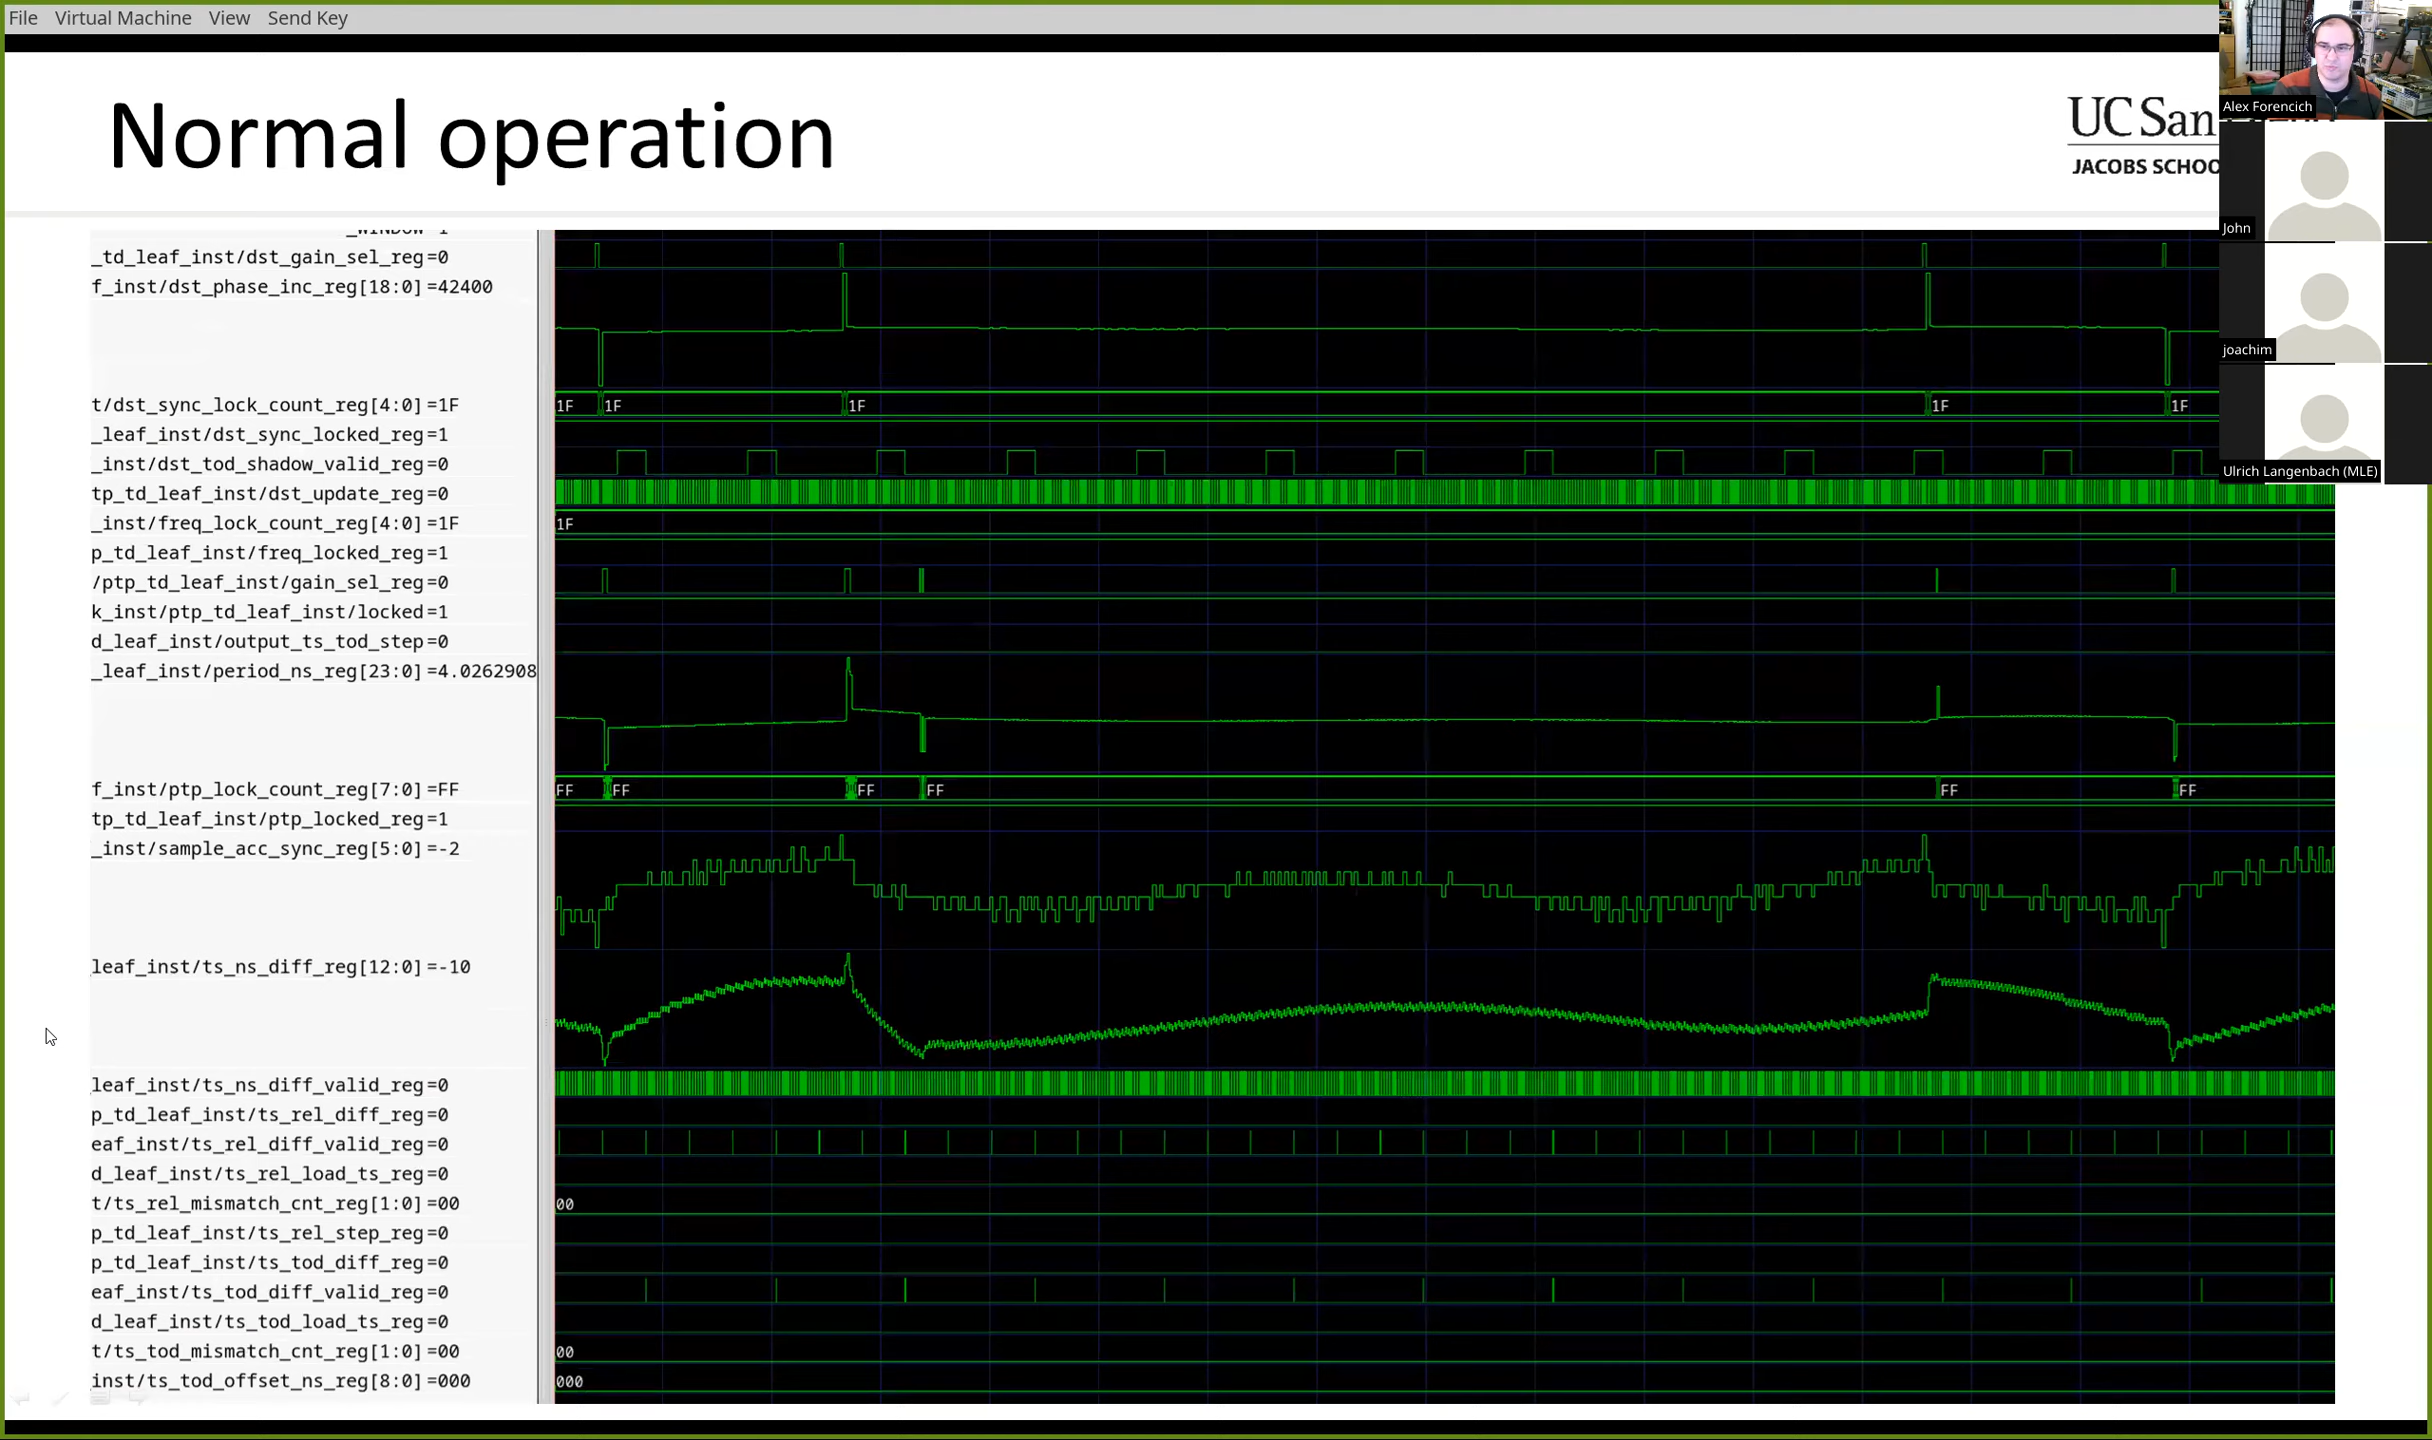 File Virtual Machine View Send Key
Normal operation
UC San
JACOBS SCHOO
Alex Forencich
John
joachim
Ulrich Langenbach (MLE)
_WINDOW 1
_td_leaf_inst/dst_gain_sel_reg=0
f_inst/dst_phase_inc_reg[18:0]=42400
t/dst_sync_lock_count_reg[4:0]=1F 1F 1F 1F 1F 1F
_leaf_inst/dst_sync_locked_reg=1
_inst/dst_tod_shadow_valid_reg=0
tp_td_leaf_inst/dst_update_reg=0
_inst/freq_lock_count_reg[4:0]=1F 1F
p_td_leaf_inst/freq_locked_reg=1
/ptp_td_leaf_inst/gain_sel_reg=0
k_inst/ptp_td_leaf_inst/locked=1
d_leaf_inst/output_ts_tod_step=0
_leaf_inst/period_ns_reg[23:0]=4.0262908
f_inst/ptp_lock_count_reg[7:0]=FF FF FF FF FF FF FF
tp_td_leaf_inst/ptp_locked_reg=1
_inst/sample_acc_sync_reg[5:0]=-2
leaf_inst/ts_ns_diff_reg[12:0]=-10
leaf_inst/ts_ns_diff_valid_reg=0
p_td_leaf_inst/ts_rel_diff_reg=0
eaf_inst/ts_rel_diff_valid_reg=0
d_leaf_inst/ts_rel_load_ts_reg=0
t/ts_rel_mismatch_cnt_reg[1:0]=00 00
p_td_leaf_inst/ts_rel_step_reg=0
p_td_leaf_inst/ts_tod_diff_reg=0
eaf_inst/ts_tod_diff_valid_reg=0
d_leaf_inst/ts_tod_load_ts_reg=0
t/ts_tod_mismatch_cnt_reg[1:0]=00 00
inst/ts_tod_offset_ns_reg[8:0]=000 000